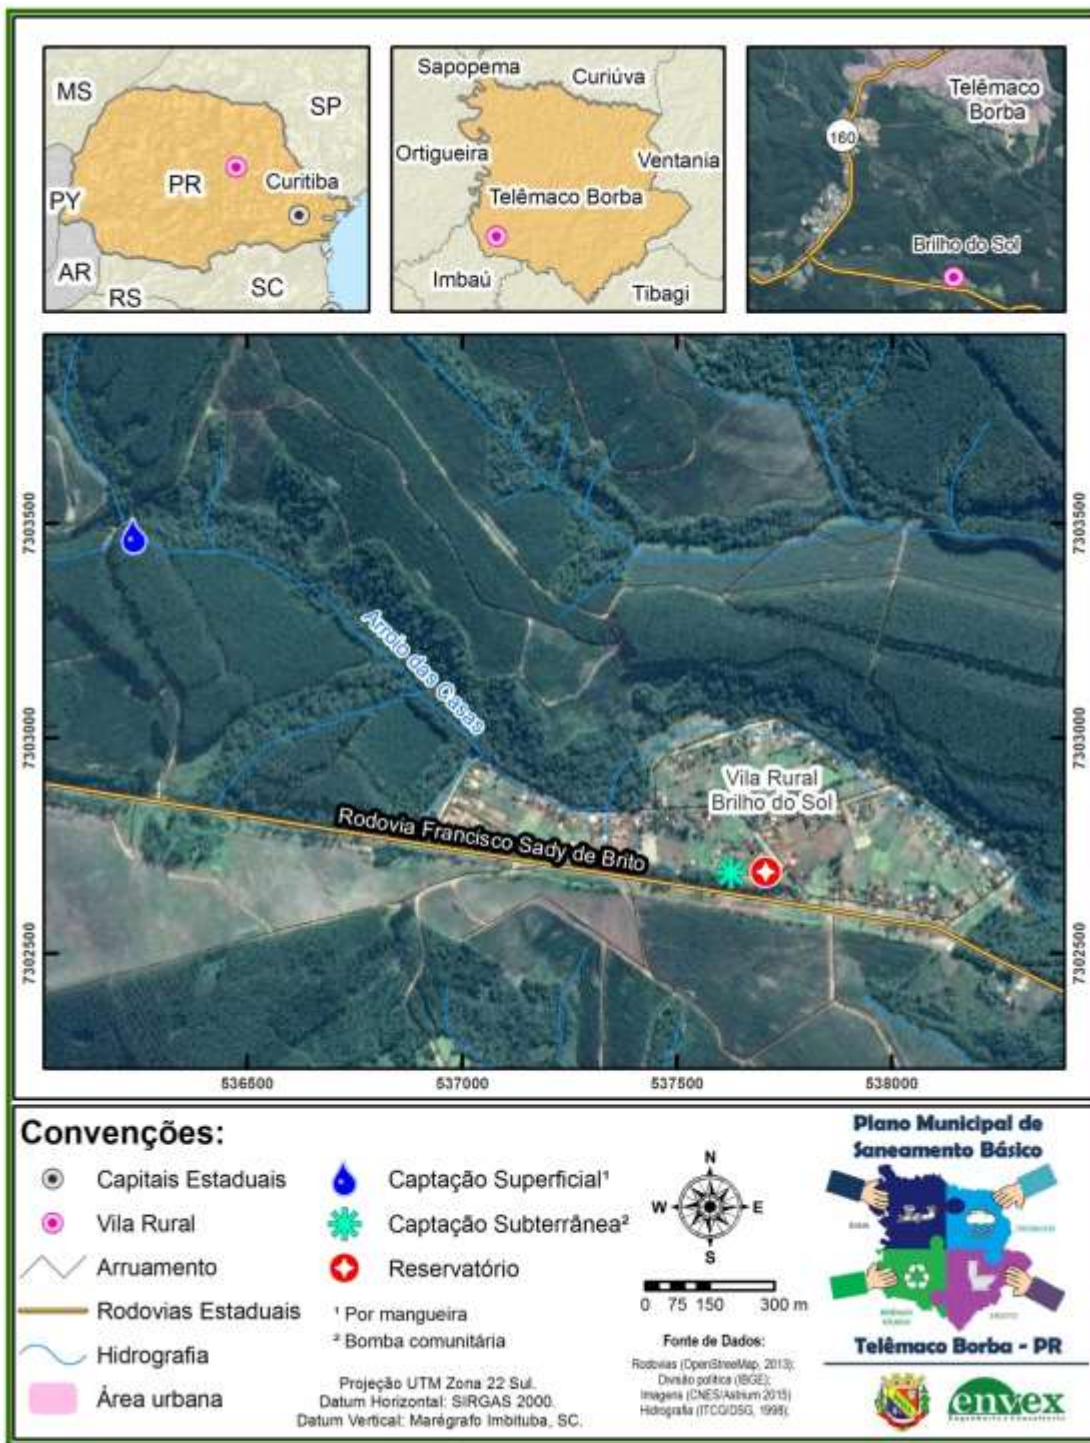 MS
SP
PR
Curitiba
PY
AR
RS
SC
Sapopema
Curiúva
Ortigueira
Ventania
Telêmaco Borba
Imbaú
Tibagi
Telêmaco
Borba
160
Brilho do Sol
7303500
7303500
Arroio das Casas
7303000
7303000
Vila Rural
Brilho do Sol
Rodovia Francisco Sady de Brito
7302500
7302500
536500
537000
537500
538000
Convenções:
Capitais Estaduais
Vila Rural
Arruamento
Rodovias Estaduais
Hidrografia
Área urbana
Captação Superficial¹
Captação Subterrânea²
Reservatório
¹ Por mangueira
² Bomba comunitária
Projeção UTM Zona 22 Sul.
Datum Horizontal: SIRGAS 2000.
Datum Vertical: Marégrafo Imbituba, SC.
N
W
E
S
0 75 150 300 m
Fonte de Dados:
Rodovias (OpenStreetMap, 2013);
Divisão política (IBGE);
Imagens (CNES/Astrium 2015)
Hidrografia (ITCG/DSG, 1998);
Plano Municipal de
Saneamento Básico
Telêmaco Borba - PR
envex